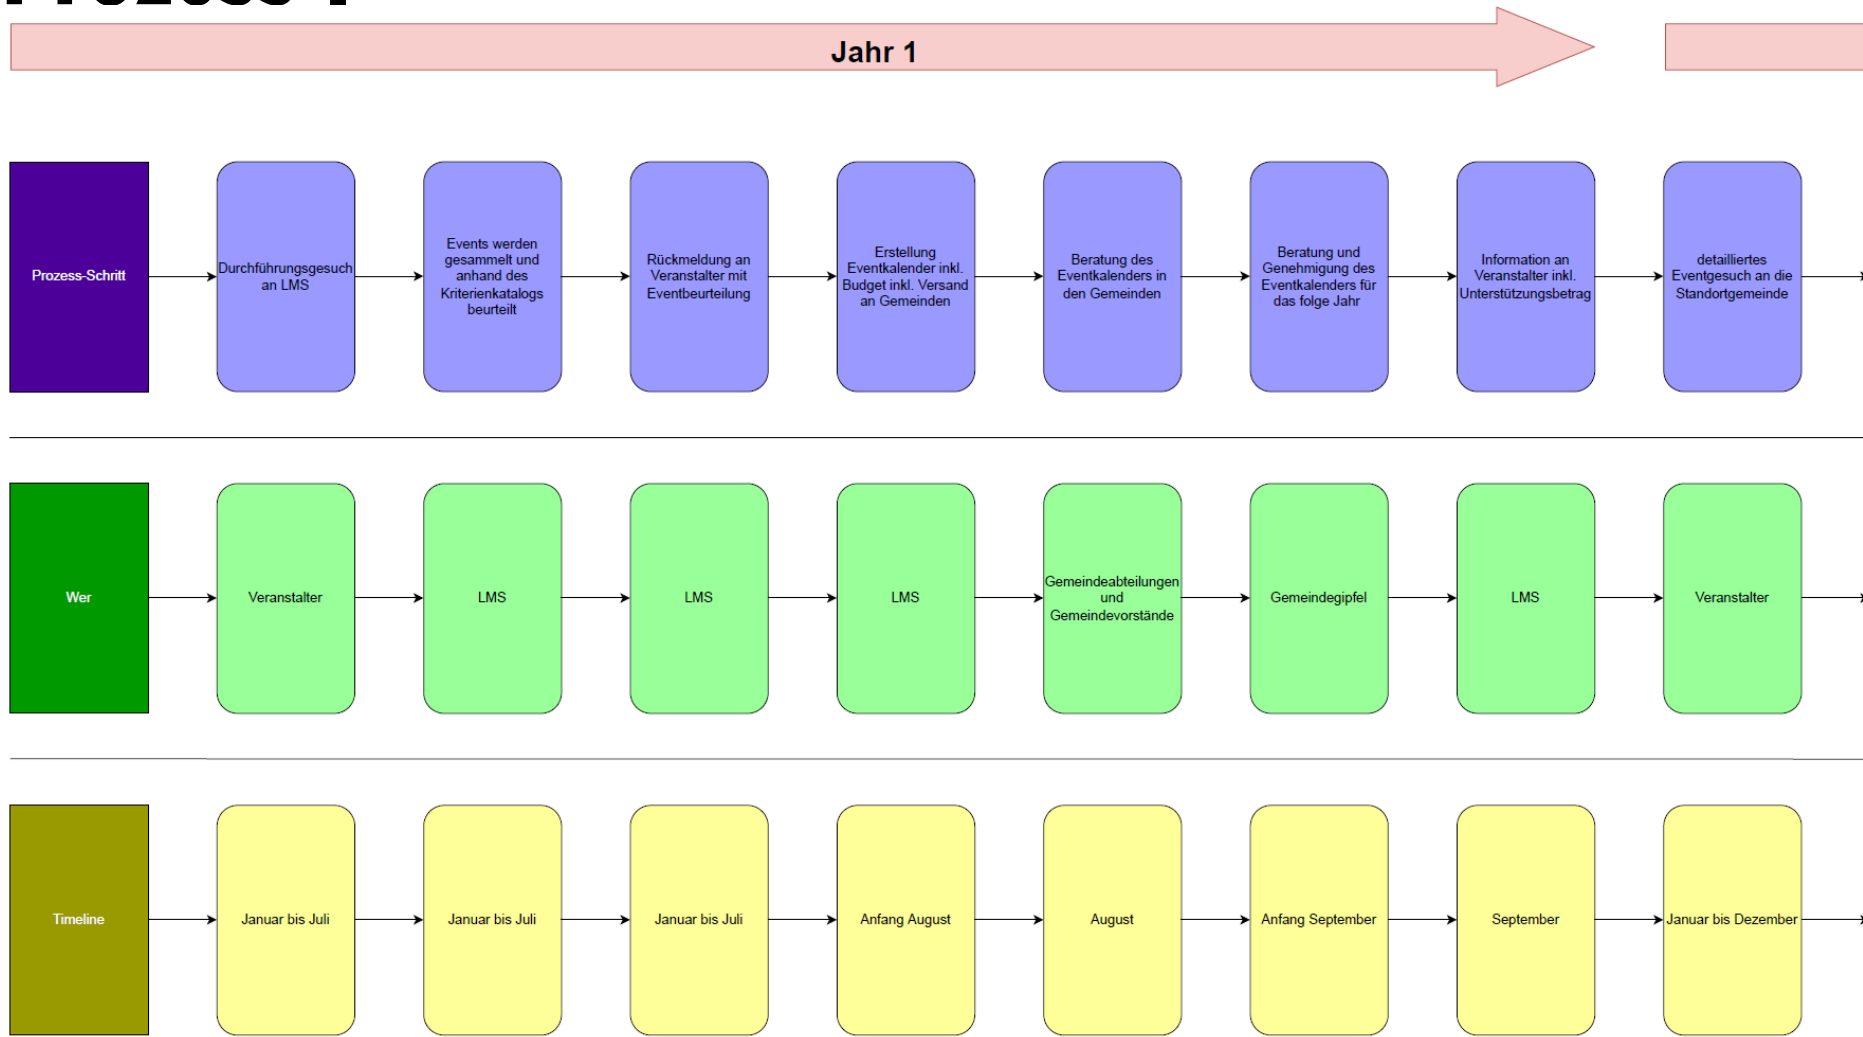 Jahr 1
Prozess-Schritt
Durchführungsgesuch
an LMS
Events werden
gesammelt und
anhand des
Kriterienkatalogs
beurteilt
Rückmeldung an
Veranstalter mit
Eventbeurteilung
Erstellung
Eventkalender inkl.
Budget inkl. Versand
an Gemeinden
Beratung des
Eventkalenders in
den Gemeinden
Beratung und
Genehmigung des
Eventkalenders für
das folge Jahr
Information an
Veranstalter inkl.
Unterstützungsbetrag
detailliertes
Eventgesuch an die
Standortgemeinde
Wer
Veranstalter
LMS
LMS
LMS
Gemeindeabteilungen
und
Gemeindevorstände
Gemeindegipfel
LMS
Veranstalter
Timeline
Januar bis Juli
Januar bis Juli
Januar bis Juli
Anfang August
August
Anfang September
September
Januar bis Dezember